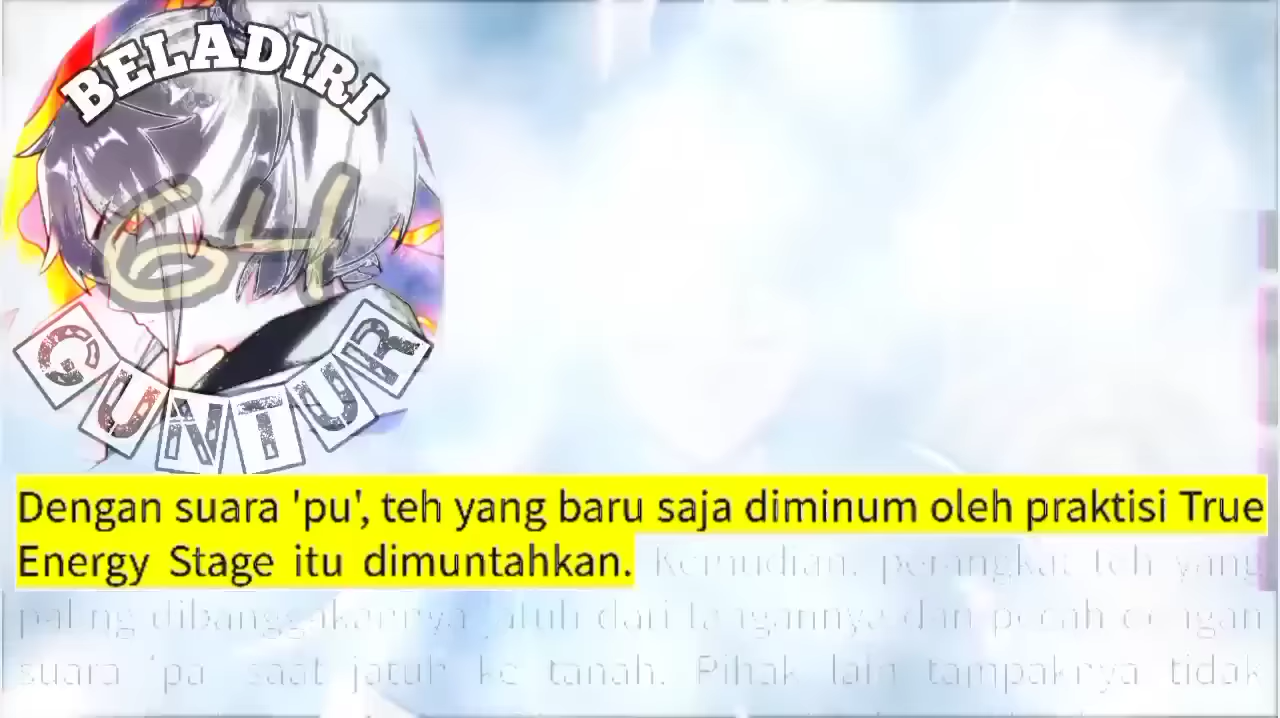 BELADIRI
64
GUNTUR
Dengan suara 'pu', teh yang baru saja diminum oleh praktisi True
Energy Stage itu dimuntahkan. Kemudian, perangkat teh yang
paling dibanggakannya jatuh dari tangannya dan pecah dengan
suara 'pa' saat jatuh ke tanah. Pihak lain tampaknya tidak